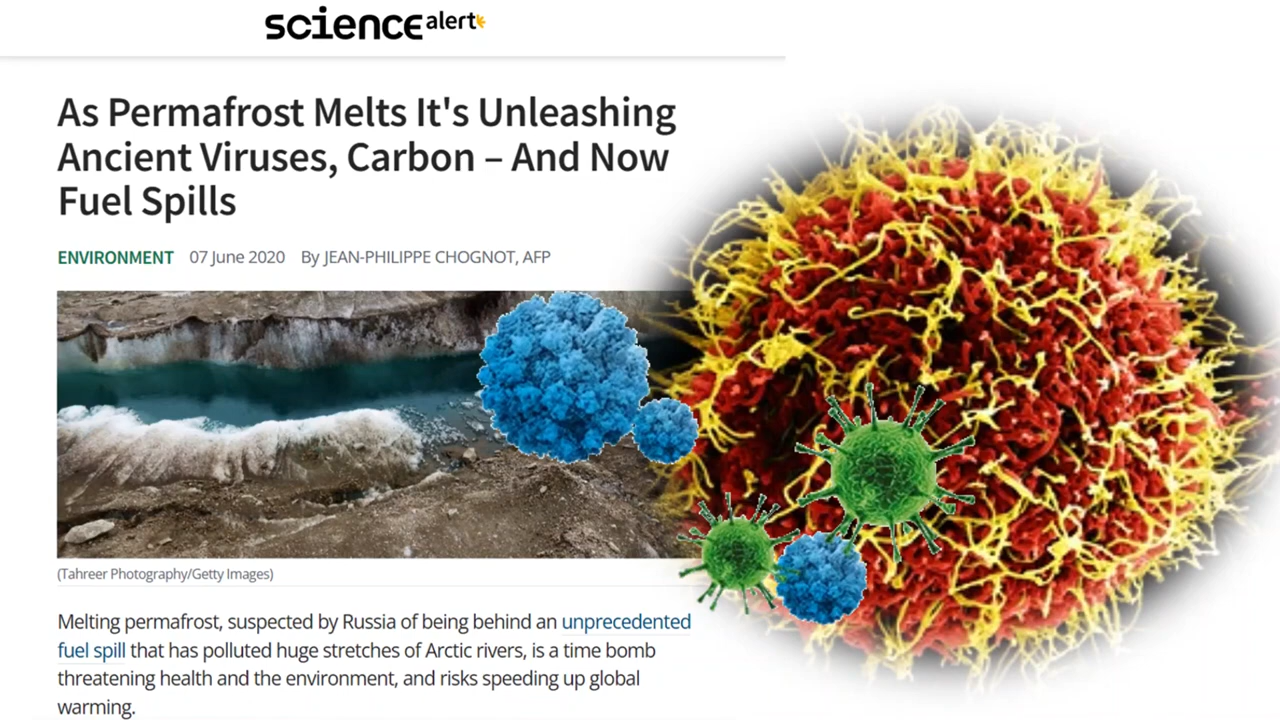 science alert
As Permafrost Melts It's Unleashing
Ancient Viruses, Carbon – And Now
Fuel Spills
ENVIRONMENT 07 June 2020 By JEAN-PHILIPPE CHOGNOT, AFP
(Tahreer Photography/Getty Images)
Melting permafrost, suspected by Russia of being behind an unprecedented
fuel spill that has polluted huge stretches of Arctic rivers, is a time bomb
threatening health and the environment, and risks speeding up global
warming.